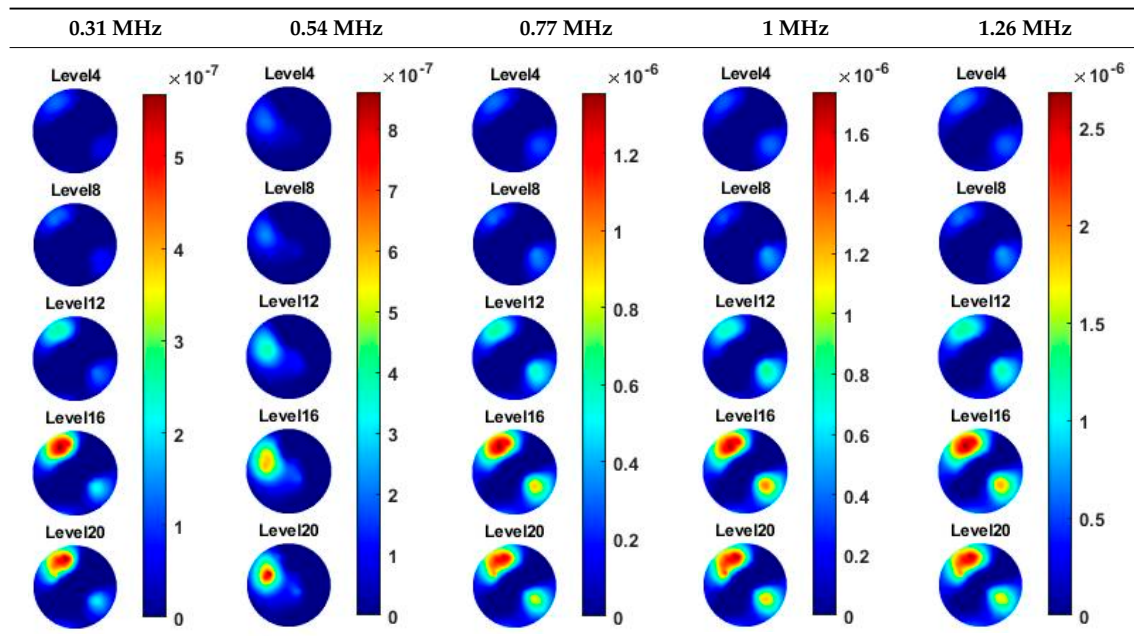 0.31 MHz 0.54 MHz 0.77 MHz 1 MHz 1.26 MHz
Level4 ×10⁻⁷ Level4 ×10⁻⁷ Level4 ×10⁻⁶ Level4 ×10⁻⁶ Level4 ×10⁻⁶
5 8 1.2 1.6 2.5
Level8 Level8 Level8 Level8 Level8
4 7 1 1.4 2
6 1.2
Level12 Level12 Level12 Level12 Level12
3 5 0.8 1 1.5
4 0.6 0.8
Level16 Level16 Level16 Level16 Level16
2 3 0.4 0.6 1
1 2 0.2 0.4 0.5
Level20 Level20 Level20 Level20 Level20
1 0.2
0 0 0 0 0